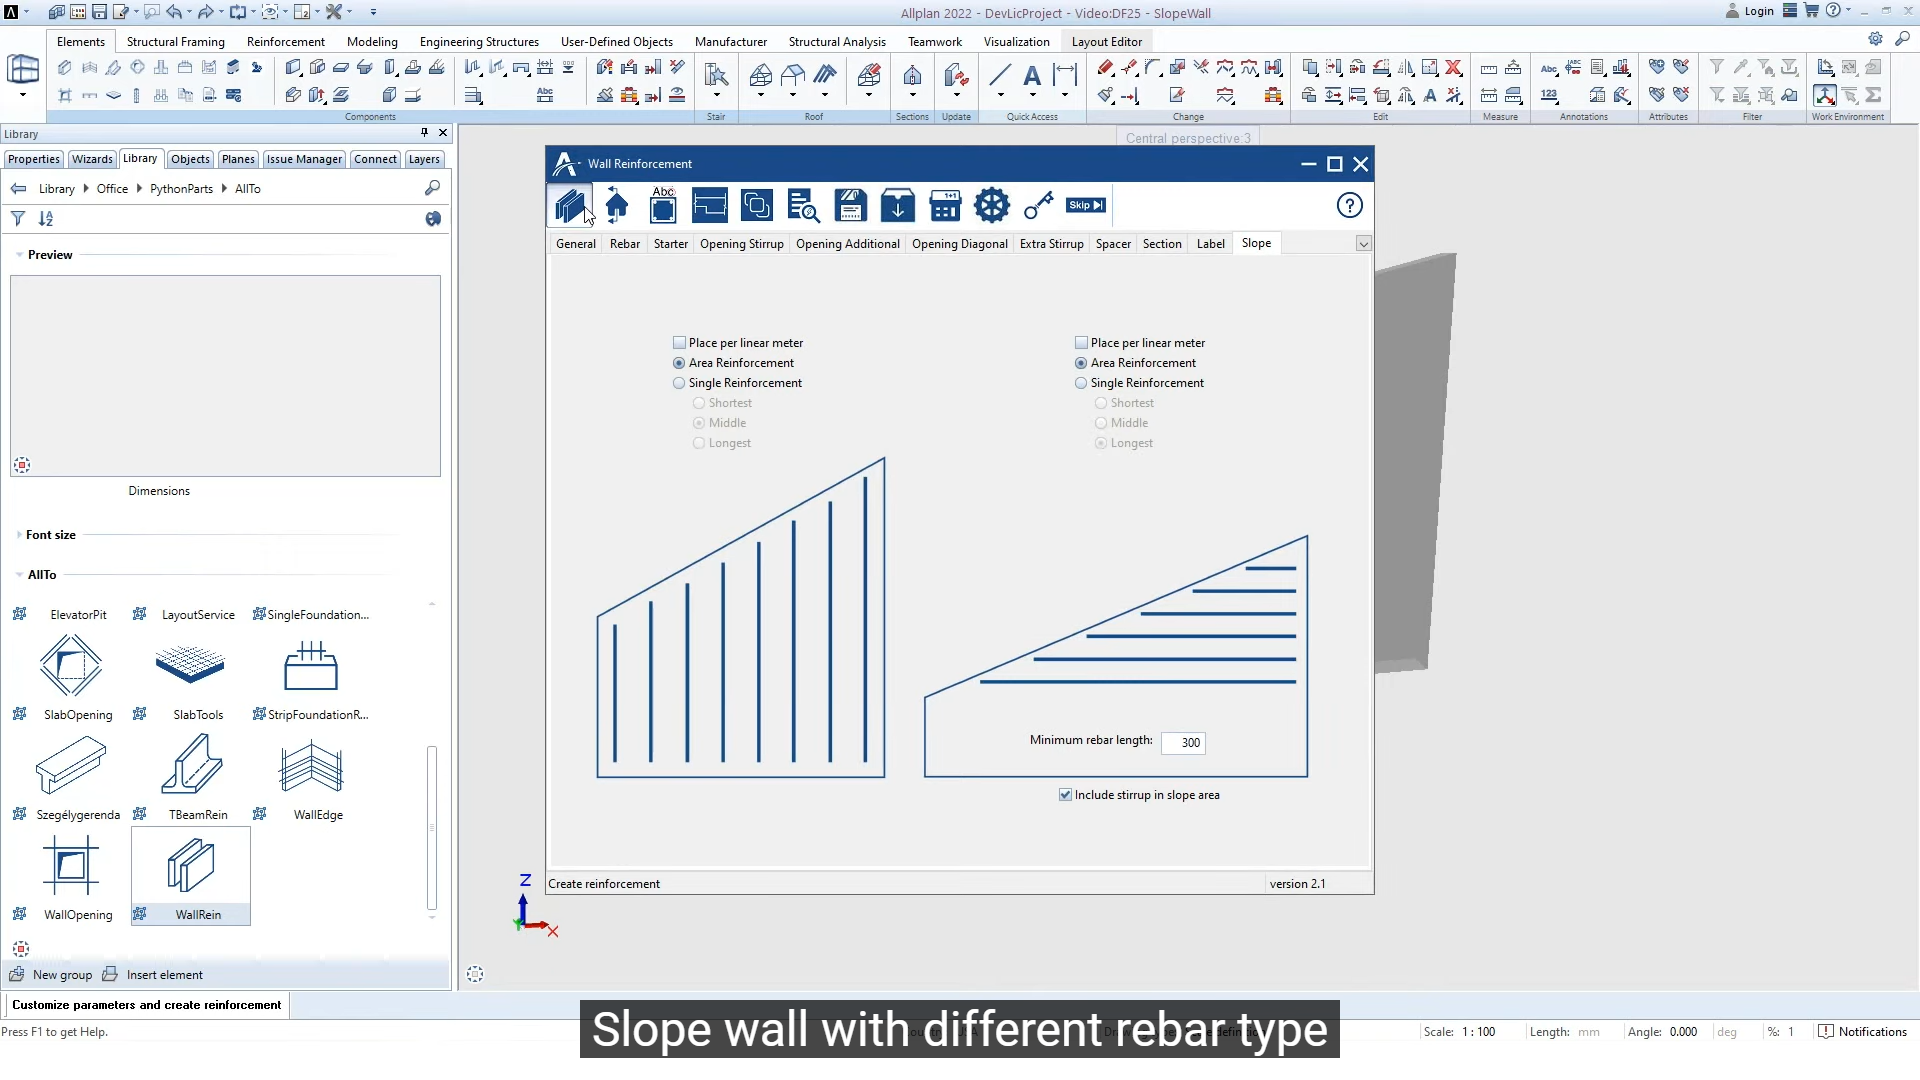 Allplan 2022 - DevLicProject - Video:DF25 - SlopeWall
Login
Elements
Structural Framing
Reinforcement
Modeling
Engineering Structures
User-Defined Objects
Manufacturer
Structural Analysis
Teamwork
Visualization
Layout Editor
Components
Stair
Roof
Sections
Update
Quick Access
Change
Edit
Measure
Annotations
Attributes
Filter
Work Environment
Library
Properties
Wizards
Library
Objects
Planes
Issue Manager
Connect
Layers
Library
Office
PythonParts
AllTo
Preview
Dimensions
Font size
AllTo
ElevatorPit
LayoutService
SingleFoundation...
SlabOpening
SlabTools
StripFoundationR...
Szegélygerenda
TBeamRein
WallEdge
WallOpening
WallRein
New group
Insert element
Central perspective:3
Wall Reinforcement
Abc
Skip
General
Rebar
Starter
Opening Stirrup
Opening Additional
Opening Diagonal
Extra Stirrup
Spacer
Section
Label
Slope
Place per linear meter
Area Reinforcement
Single Reinforcement
Shortest
Middle
Longest
Place per linear meter
Area Reinforcement
Single Reinforcement
Shortest
Middle
Longest
Minimum rebar length: 300
Include stirrup in slope area
Create reinforcement
version 2.1
Z
X
Customize parameters and create reinforcement
Press F1 to get Help.
Slope wall with different rebar type
Scale: 1 : 100
Length: mm
Angle: 0.000
deg
%: 1
Notifications